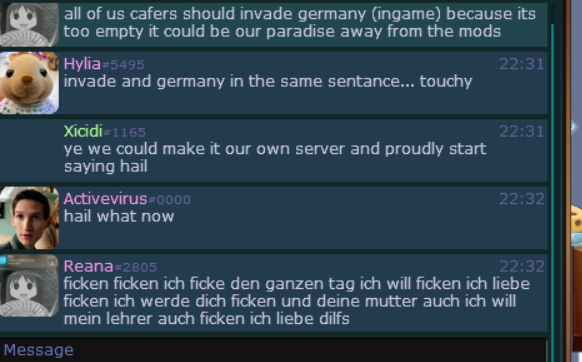 all of us cafers should invade germany (ingame) because its
too empty it could be our paradise away from the mods
Hylia#5495 22:31
invade and germany in the same sentance... touchy
Xicidi#1165 22:31
ye we could make it our own server and proudly start
saying hail
Activevirus#0000 22:32
hail what now
Reana#2805 22:32
ficken ficken ich ficke den ganzen tag ich will ficken ich liebe
ficken ich werde dich ficken und deine mutter auch ich will
mein lehrer auch ficken ich liebe dilfs
Message